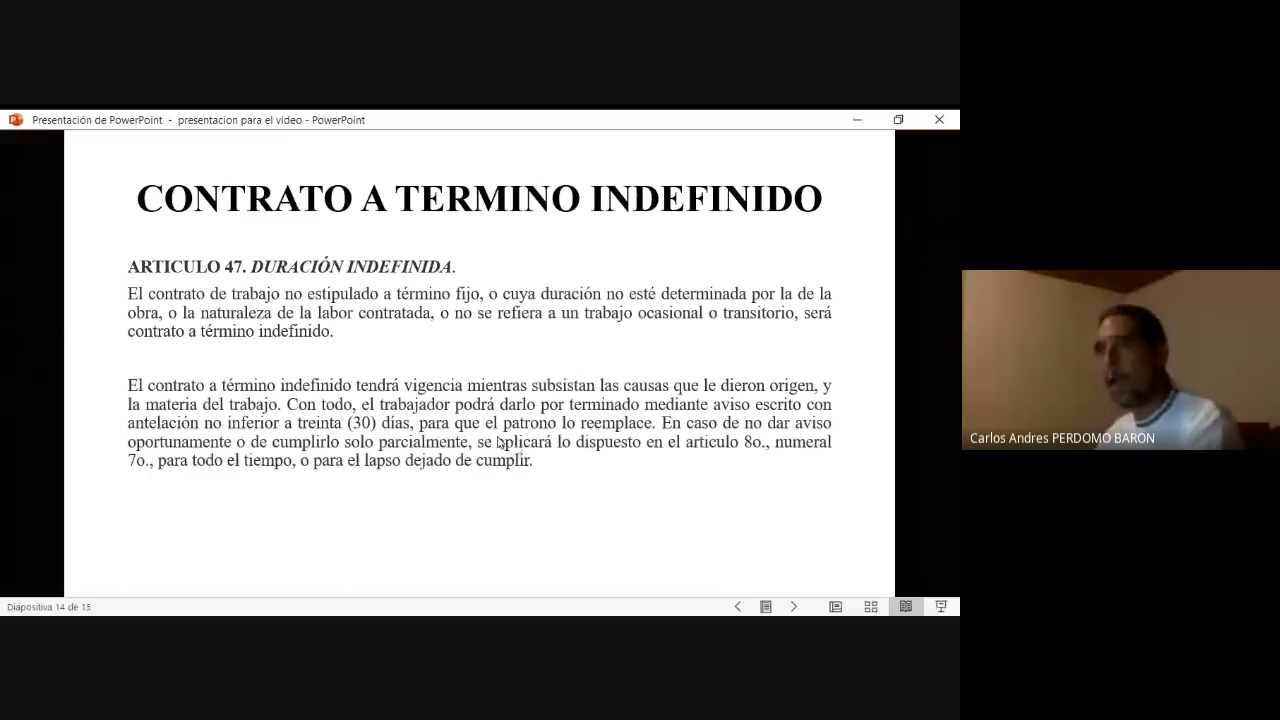 Presentación de PowerPoint - presentacion para el video - PowerPoint
CONTRATO A TERMINO INDEFINIDO
ARTICULO 47. DURACIÓN INDEFINIDA.
El contrato de trabajo no estipulado a término fijo, o cuya duración no esté determinada por la de la
obra, o la naturaleza de la labor contratada, o no se refiera a un trabajo ocasional o transitorio, será
contrato a término indefinido.
El contrato a término indefinido tendrá vigencia mientras subsistan las causas que le dieron origen, y
la materia del trabajo. Con todo, el trabajador podrá darlo por terminado mediante aviso escrito con
antelación no inferior a treinta (30) días, para que el patrono lo reemplace. En caso de no dar aviso
oportunamente o de cumplirlo solo parcialmente, se aplicará lo dispuesto en el articulo 8o., numeral
7o., para todo el tiempo, o para el lapso dejado de cumplir.
Carlos Andres PERDOMO BARON
Diapositiva 14 de 15